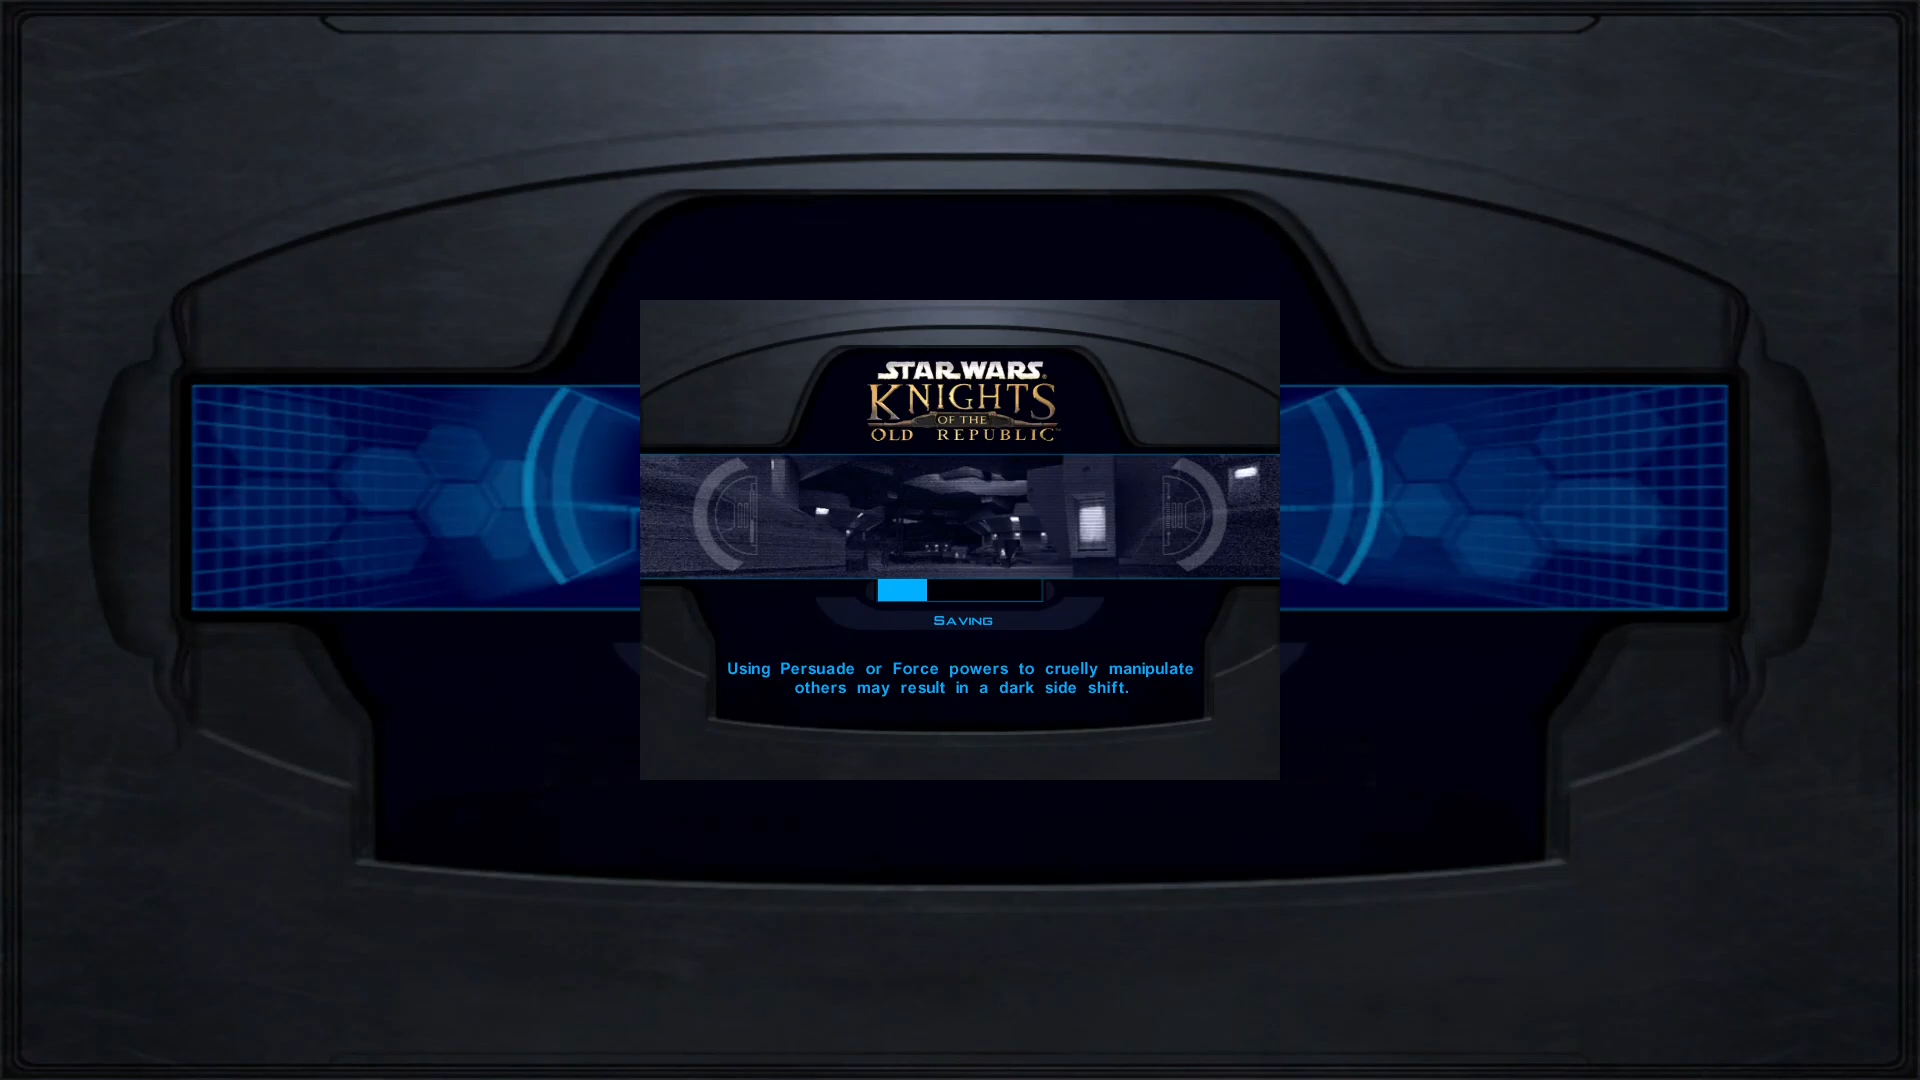 STAR WARS
KNIGHTS
OF THE
OLD REPUBLIC™
SAVING
Using Persuade or Force powers to cruelly manipulate
others may result in a dark side shift.